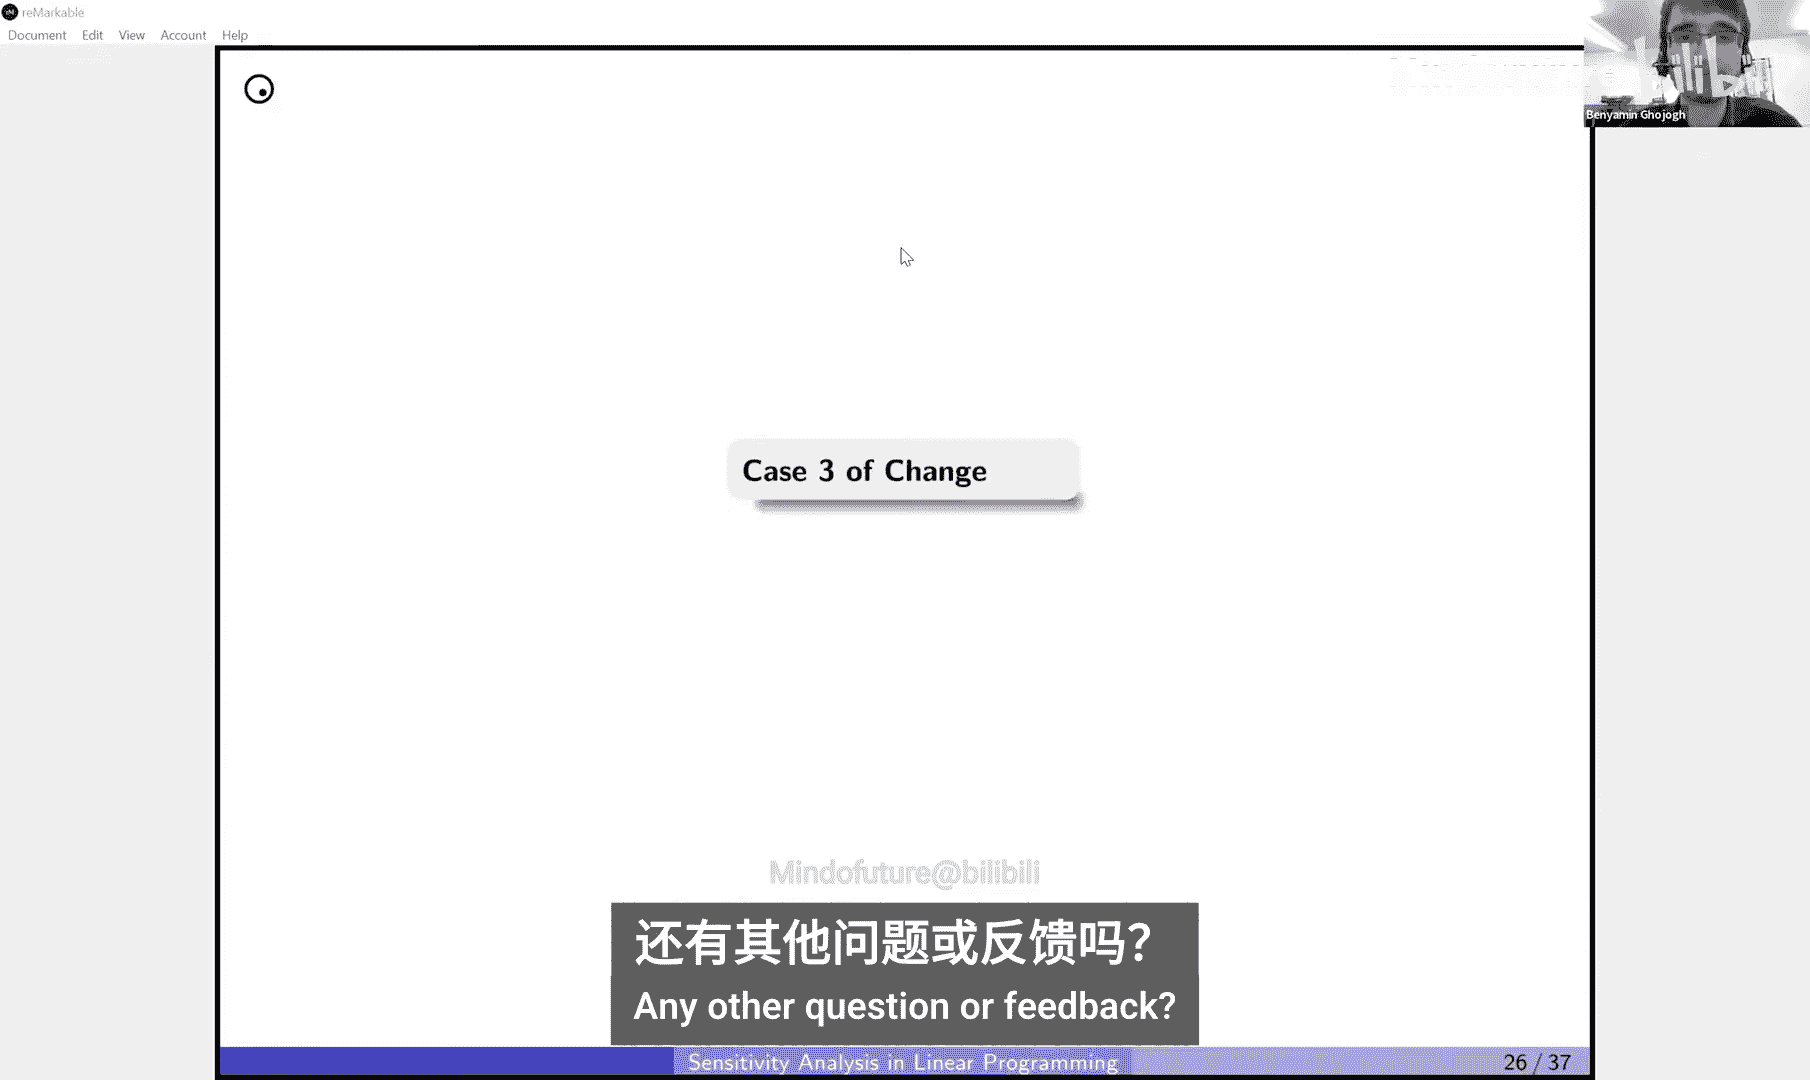 reMarkable
Document Edit View Account Help
bilibili
Benyamin Ghojogh
Case 3 of Change
Mindofuture@bilibili
还有其他问题或反馈吗？
Any other question or feedback?
Sensitivity Analysis in Linear Programming
26 / 37